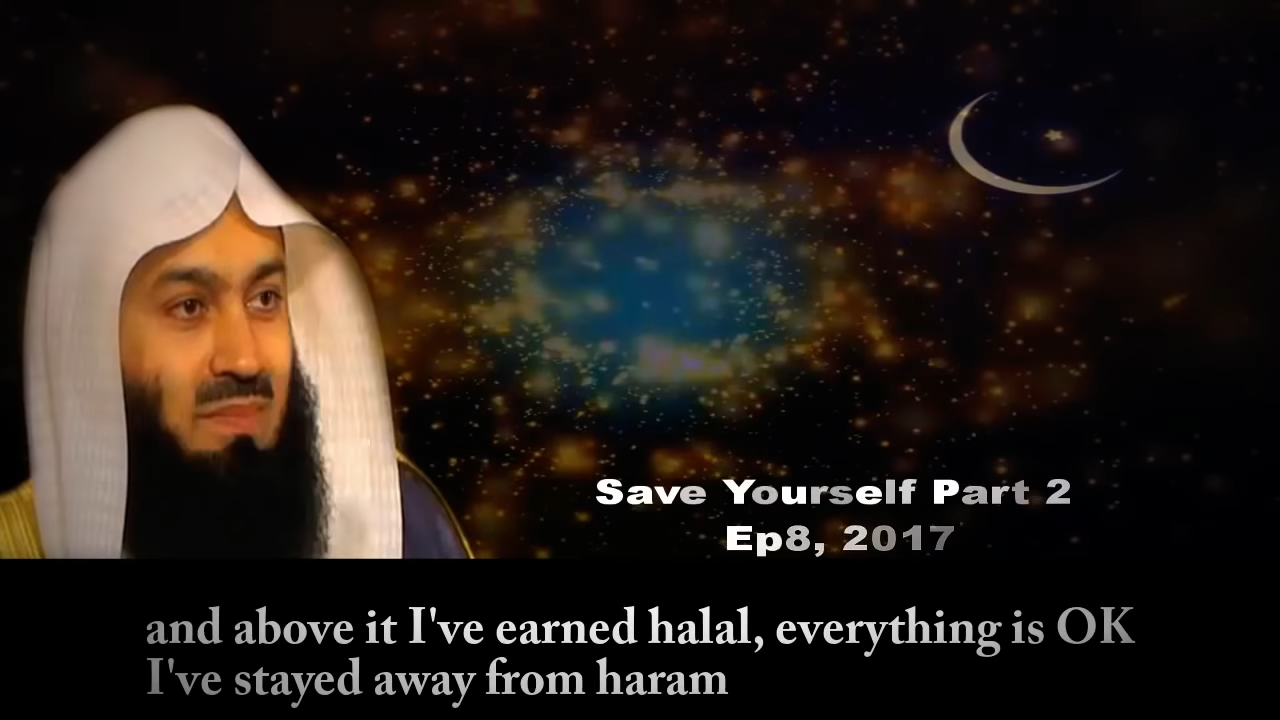 Save Yourself Part 2
Ep8, 2017
and above it I've earned halal, everything is OK
I've stayed away from haram